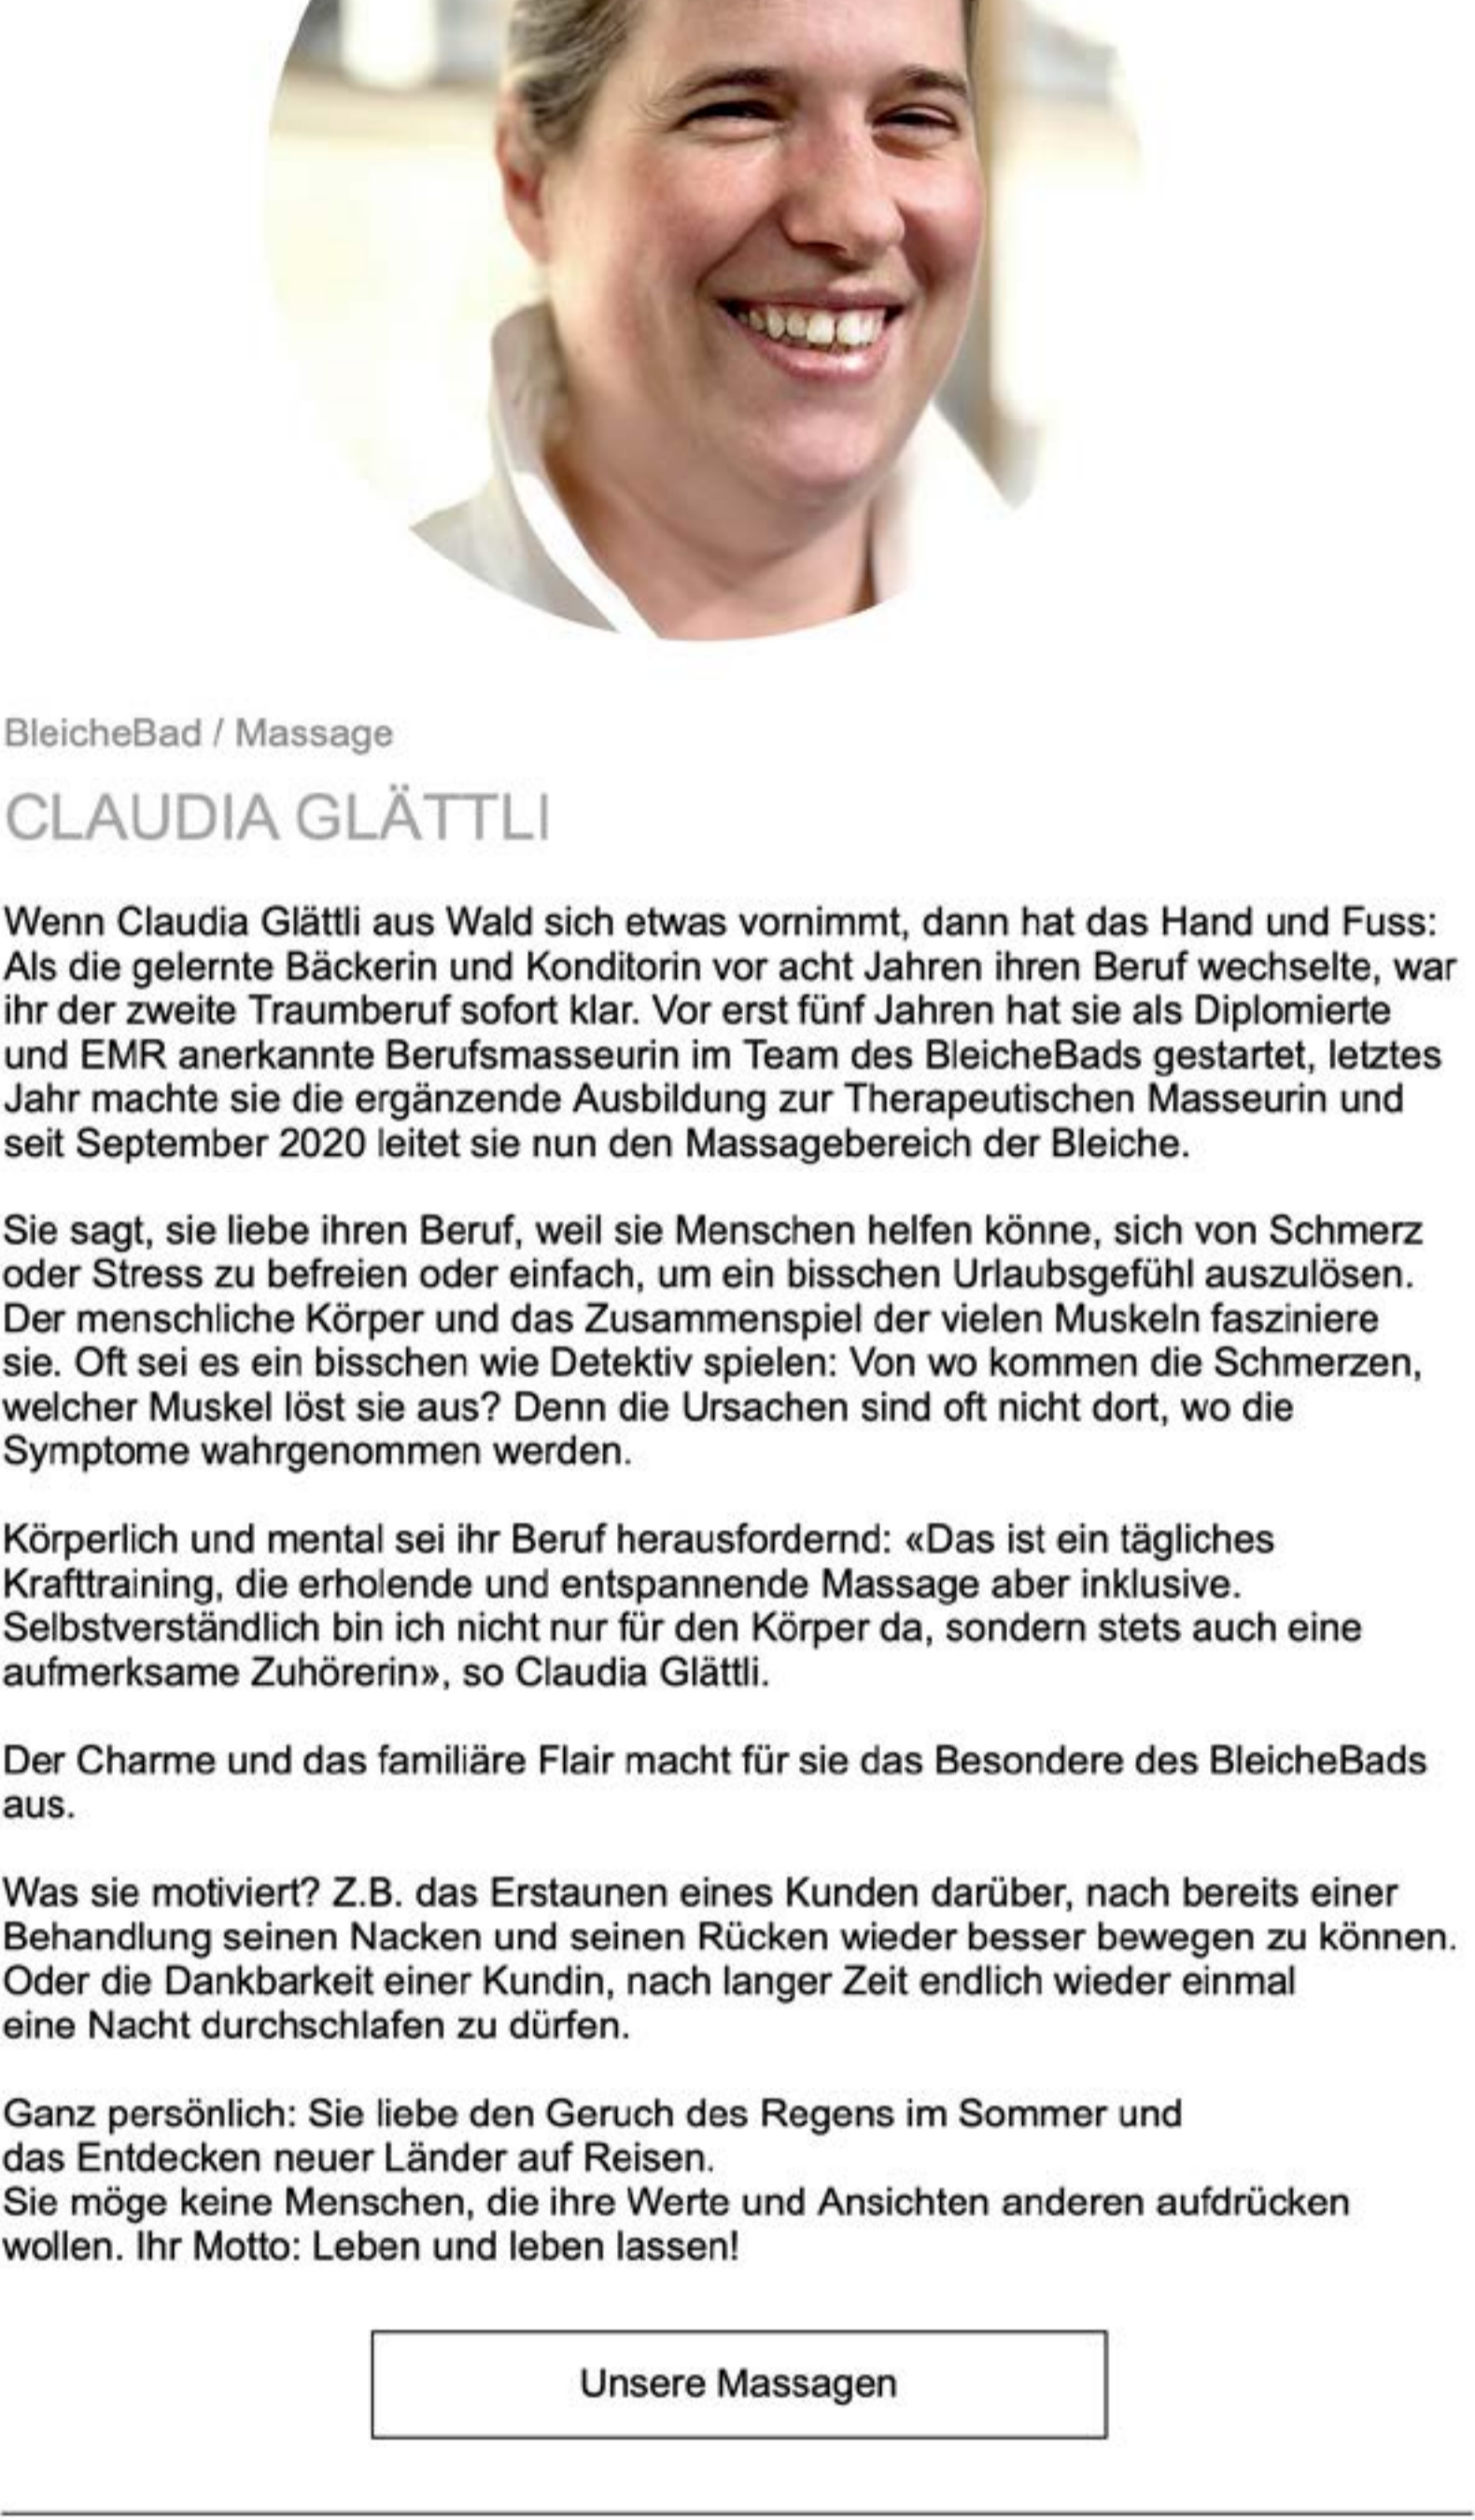 BleicheBad / Massage
CLAUDIA GLÄTTLI
Wenn Claudia Glättli aus Wald sich etwas vornimmt, dann hat das Hand und Fuss:
Als die gelernte Bäckerin und Konditorin vor acht Jahren ihren Beruf wechselte, war
ihr der zweite Traumberuf sofort klar. Vor erst fünf Jahren hat sie als Diplomierte
und EMR anerkannte Berufsmasseurin im Team des BleicheBads gestartet, letztes
Jahr machte sie die ergänzende Ausbildung zur Therapeutischen Masseurin und
seit September 2020 leitet sie nun den Massagebereich der Bleiche.
Sie sagt, sie liebe ihren Beruf, weil sie Menschen helfen könne, sich von Schmerz
oder Stress zu befreien oder einfach, um ein bisschen Urlaubsgefühl auszulösen.
Der menschliche Körper und das Zusammenspiel der vielen Muskeln fasziniere
sie. Oft sei es ein bisschen wie Detektiv spielen: Von wo kommen die Schmerzen,
welcher Muskel löst sie aus? Denn die Ursachen sind oft nicht dort, wo die
Symptome wahrgenommen werden.
Körperlich und mental sei ihr Beruf herausfordernd: «Das ist ein tägliches
Krafttraining, die erholende und entspannende Massage aber inklusive.
Selbstverständlich bin ich nicht nur für den Körper da, sondern stets auch eine
aufmerksame Zuhörerin», so Claudia Glättli.
Der Charme und das familiäre Flair macht für sie das Besondere des BleicheBads
aus.
Was sie motiviert? Z.B. das Erstaunen eines Kunden darüber, nach bereits einer
Behandlung seinen Nacken und seinen Rücken wieder besser bewegen zu können.
Oder die Dankbarkeit einer Kundin, nach langer Zeit endlich wieder einmal
eine Nacht durchschlafen zu dürfen.
Ganz persönlich: Sie liebe den Geruch des Regens im Sommer und
das Entdecken neuer Länder auf Reisen.
Sie möge keine Menschen, die ihre Werte und Ansichten anderen aufdrücken
wollen. Ihr Motto: Leben und leben lassen!
Unsere Massagen